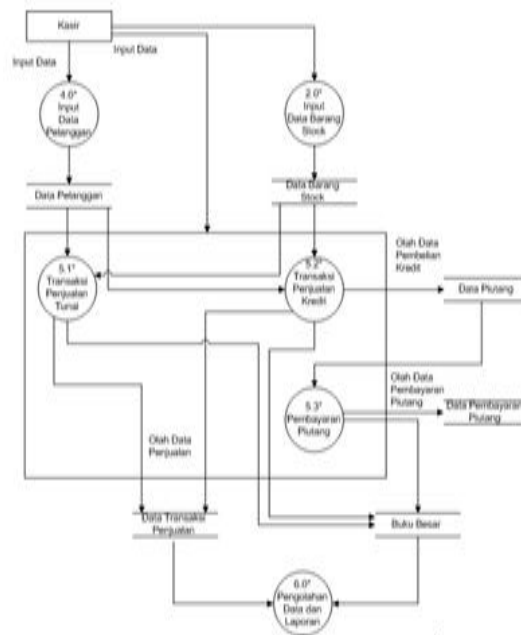 Kasir
Input Data
Input Data
4.0*
Input
Data
Pelanggan
2.0*
Input
Data Barang
Stock
Data Pelanggan
Data Barang
Stock
5.1*
Transaksi
Penjualan
Tunai
5.2*
Transaksi
Penjualan
Kredit
Olah Data
Pembelian
Kredit
Data Piutang
5.3*
Pembayaran
Piutang
Olah Data
Pembayaran
Piutang
Data Pembayaran
Piutang
Olah Data
Penjualan
Data Transaksi
Penjualan
Buku Besar
6.0*
Pengolahan
Data dan
Laporan